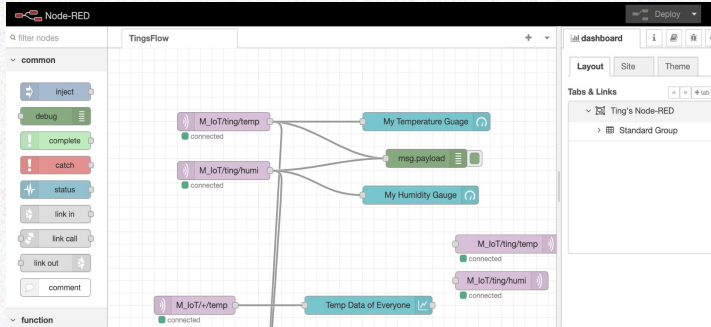 Node-RED
Deploy
filter nodes
TingsFlow
dashboard
i
common
Layout
Site
Theme
inject
Tabs & Links
+tab
debug
M_IoT/ting/temp
My Temperature Guage
Ting's Node-RED
complete
connected
Standard Group
catch
msg.payload
M_IoT/ting/humi
status
connected
My Humidity Gauge
link in
link call
M_IoT/ting/temp
connected
link out
M_IoT/ting/humi
comment
connected
M_IoT/+/temp
Temp Data of Everyone
function
connected